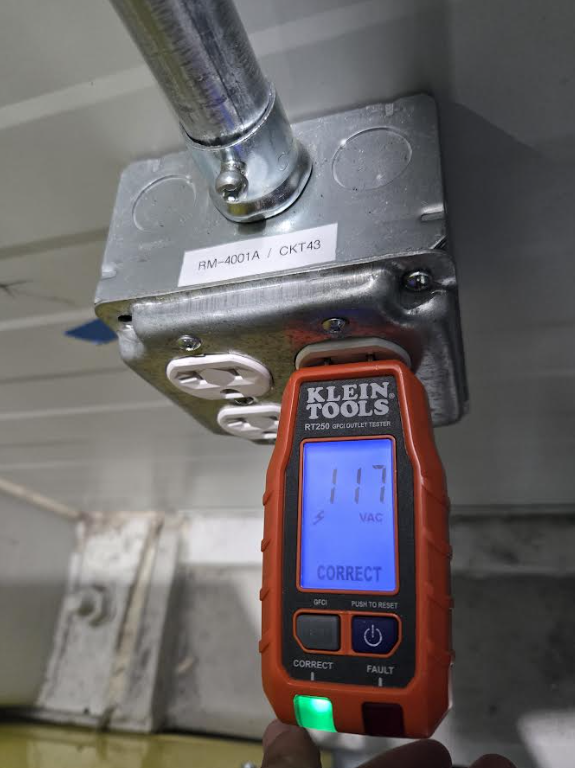 RM-4001A / CKT43
KLEIN
TOOLS®
RT250 GFCI OUTLET TESTER
117
VAC
CORRECT
GFCI PUSH TO RESET
CORRECT
FAULT